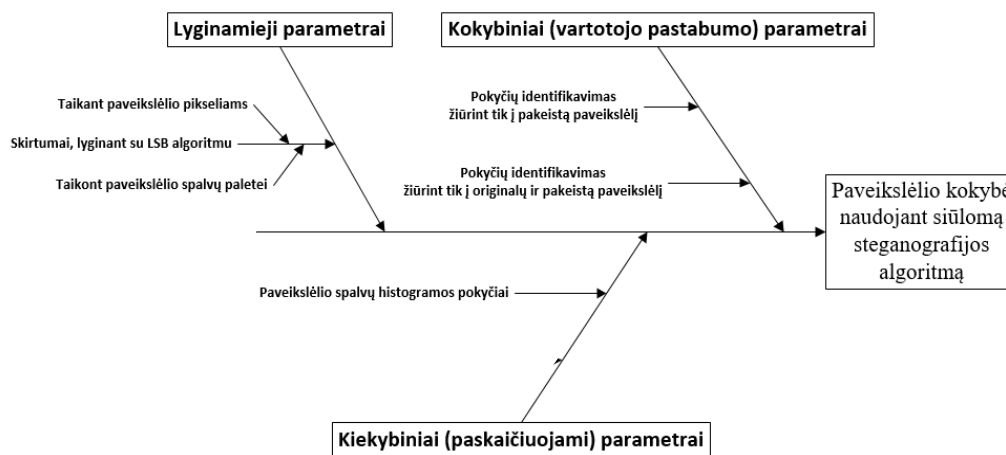 Lyginamieji parametrai
Kokybiniai (vartotojo pastabumo) parametrai
Taikant paveikslėlio pikseliams
Skirtumai, lyginant su LSB algoritmu
Taikont paveikslėlio spalvų paletei
Pokyčių identifikavimas
žiūrint tik į pakeistą paveikslėlį
Pokyčių identifikavimas
žiūrint tik į originalų ir pakeistą paveikslėlį
Paveikslėlio kokybė
naudojant siūlomą
steganografijos
algoritmą
Paveikslėlio spalvų histogramos pokyčiai
Kiekybiniai (paskaičiuojami) parametrai